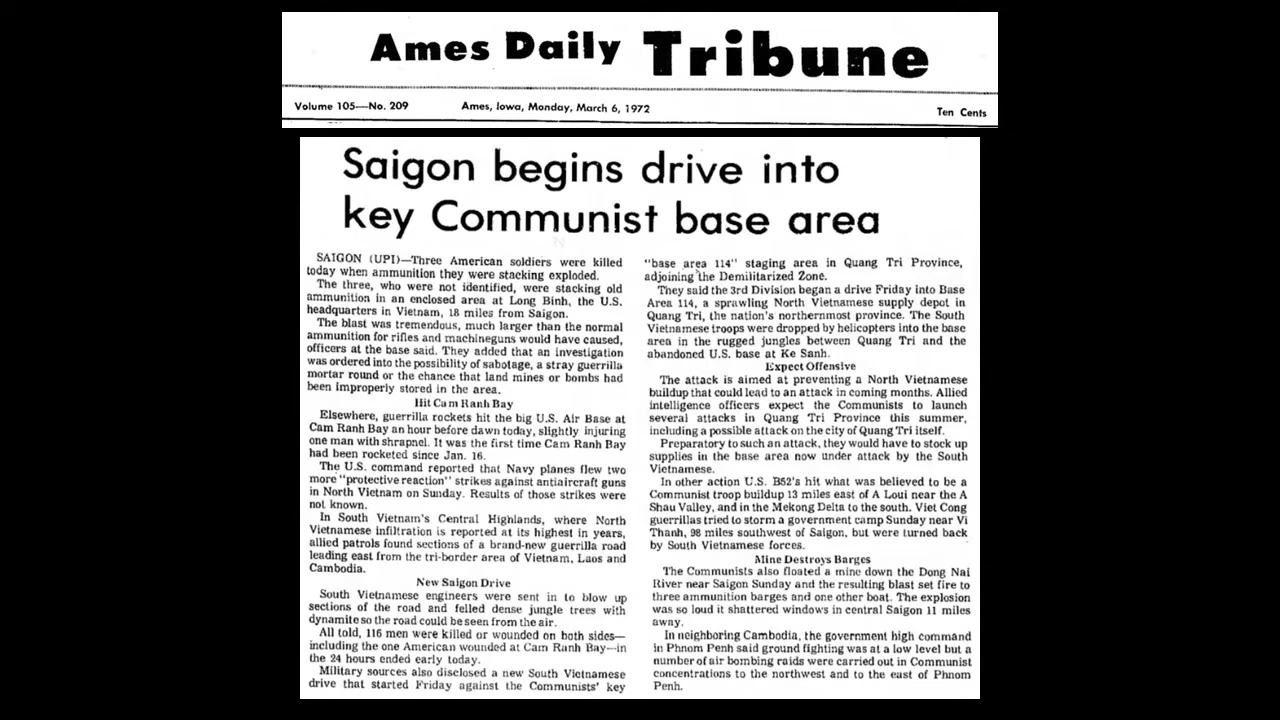 Ames Daily Tribune
Volume 105—No. 209
Ames, Iowa, Monday, March 6, 1972
Ten Cents
Saigon begins drive into
key Communist base area
SAIGON (UPI)—Three American soldiers were killed
today when ammunition they were stacking exploded.
The three, who were not identified, were stacking old
ammunition in an enclosed area at Long Binh, the U.S.
headquarters in Vietnam, 18 miles from Saigon.
The blast was tremendous, much larger than the normal
ammunition for rifles and machineguns would have caused,
officers at the base said. They added that an investigation
was ordered into the possibility of sabotage, a stray guerrilla
mortar round or the chance that land mines or bombs had
been improperly stored in the area.
Hit Cam Ranh Bay
Elsewhere, guerrilla rockets hit the big U.S. Air Base at
Cam Ranh Bay an hour before dawn today, slightly injuring
one man with shrapnel. It was the first time Cam Ranh Bay
had been rocketed since Jan. 16.
The U.S. command reported that Navy planes flew two
more "protective reaction" strikes against antiaircraft guns
in North Vietnam on Sunday. Results of those strikes were
not known.
In South Vietnam's Central Highlands, where North
Vietnamese infiltration is reported at its highest in years,
allied patrols found sections of a brand-new guerrilla road
leading east from the tri-border area of Vietnam, Laos and
Cambodia.
New Saigon Drive
South Vietnamese engineers were sent in to blow up
sections of the road and felled dense jungle trees with
dynamite so the road could be seen from the air.
All told, 116 men were killed or wounded on both sides—
including the one American wounded at Cam Ranh Bay—in
the 24 hours ended early today.
Military sources also disclosed a new South Vietnamese
drive that started Friday against the Communists' key
"base area 114" staging area in Quang Tri Province,
adjoining the Demilitarized Zone.
They said the 3rd Division began a drive Friday into Base
Area 114, a sprawling North Vietnamese supply depot in
Quang Tri, the nation's northernmost province. The South
Vietnamese troops were dropped by helicopters into the base
area in the rugged jungles between Quang Tri and the
abandoned U.S. base at Ke Sanh.
Expect Offensive
The attack is aimed at preventing a North Vietnamese
buildup that could lead to an attack in coming months. Allied
intelligence officers expect the Communists to launch
several attacks in Quang Tri Province this summer,
including a possible attack on the city of Quang Tri itself.
Preparatory to such an attack, they would have to stock up
supplies in the base area now under attack by the South
Vietnamese.
In other action U.S. B52's hit what was believed to be a
Communist troop buildup 13 miles east of A Loui near the A
Shau Valley, and in the Mekong Delta to the south. Viet Cong
guerrillas tried to storm a government camp Sunday near Vi
Thanh, 98 miles southwest of Saigon, but were turned back
by South Vietnamese forces.
Mine Destroys Barges
The Communists also floated a mine down the Dong Nai
River near Saigon Sunday and the resulting blast set fire to
three ammunition barges and one other boat. The explosion
was so loud it shattered windows in central Saigon 11 miles
away.
In neighboring Cambodia, the government high command
in Phnom Penh said ground fighting was at a low level but a
number of air bombing raids were carried out in Communist
concentrations to the northwest and to the east of Phnom
Penh.